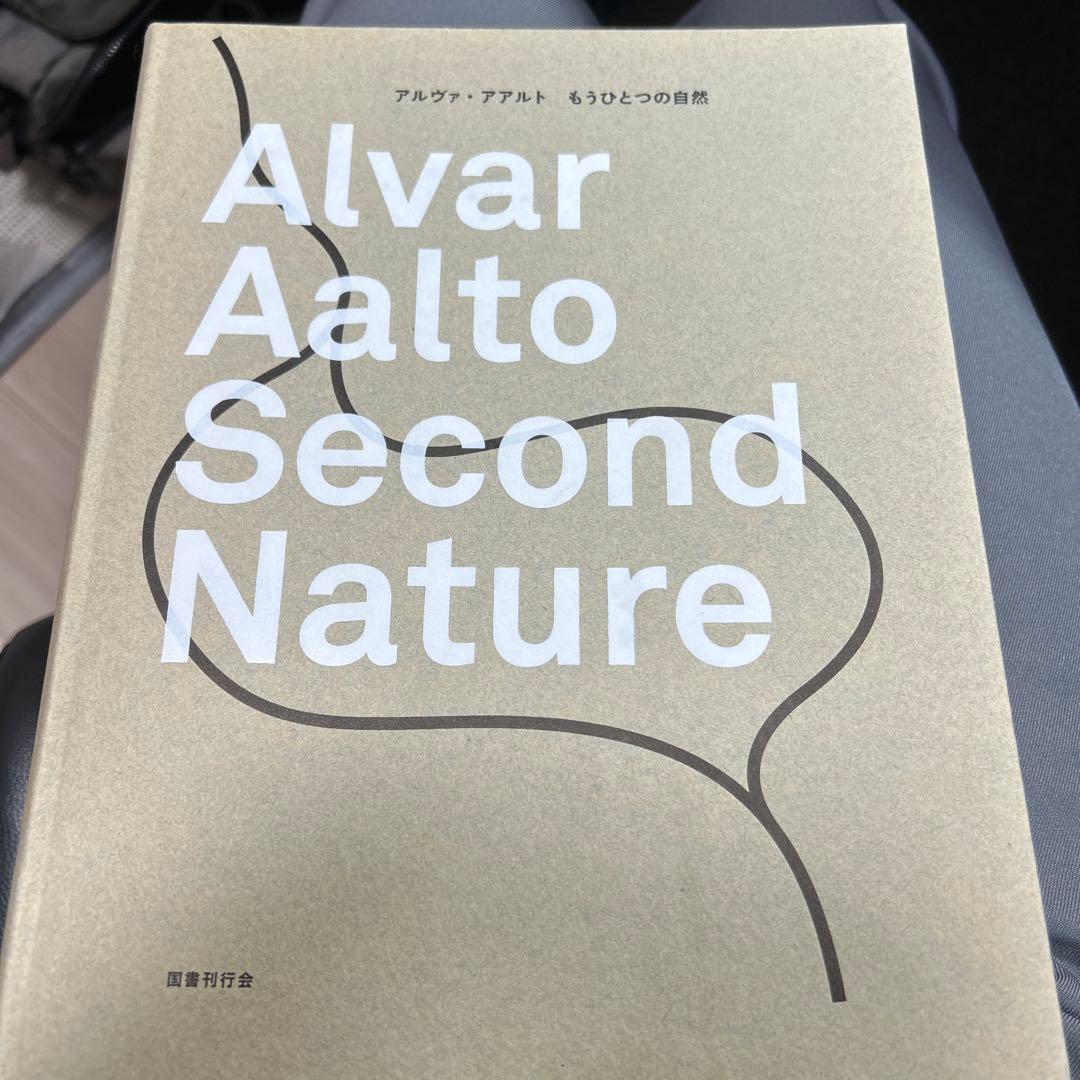 アルヴァ・アアルト　もうひとつの自然
Alvar
Aalto
Second
Nature
国書刊行会